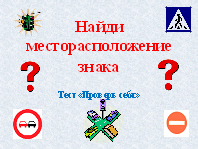 Найди
месторасположение
знака
Тест «Проверь себя»